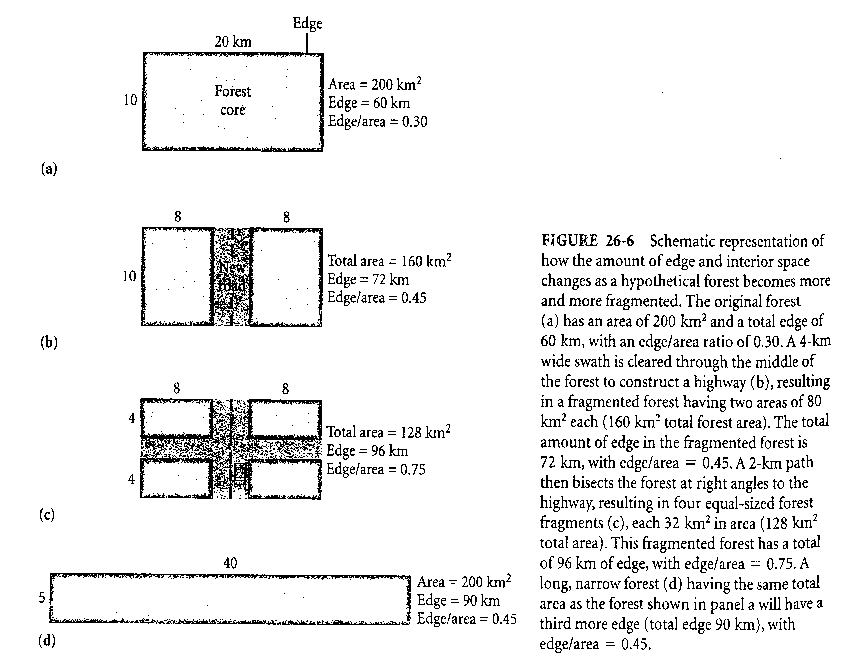 Edge
20 km
10
Forest
core
Area = 200 km²
Edge = 60 km
Edge/area = 0.30
(a)
8 8
10
New
road
Total area = 160 km²
Edge = 72 km
Edge/area = 0.45
(b)
8 8
4
4
Total area = 128 km²
Edge = 96 km
Edge/area = 0.75
(c)
40
5
Area = 200 km²
Edge = 90 km
Edge/area = 0.45
(d)
FIGURE 26-6 Schematic representation of
how the amount of edge and interior space
changes as a hypothetical forest becomes more
and more fragmented. The original forest
(a) has an area of 200 km² and a total edge of
60 km, with an edge/area ratio of 0.30. A 4-km
wide swath is cleared through the middle of
the forest to construct a highway (b), resulting
in a fragmented forest having two areas of 80
km² each (160 km² total forest area). The total
amount of edge in the fragmented forest is
72 km, with edge/area = 0.45. A 2-km path
then bisects the forest at right angles to the
highway, resulting in four equal-sized forest
fragments (c), each 32 km² in area (128 km²
total area). This fragmented forest has a total
of 96 km of edge, with edge/area = 0.75. A
long, narrow forest (d) having the same total
area as the forest shown in panel a will have a
third more edge (total edge 90 km), with
edge/area = 0.45.